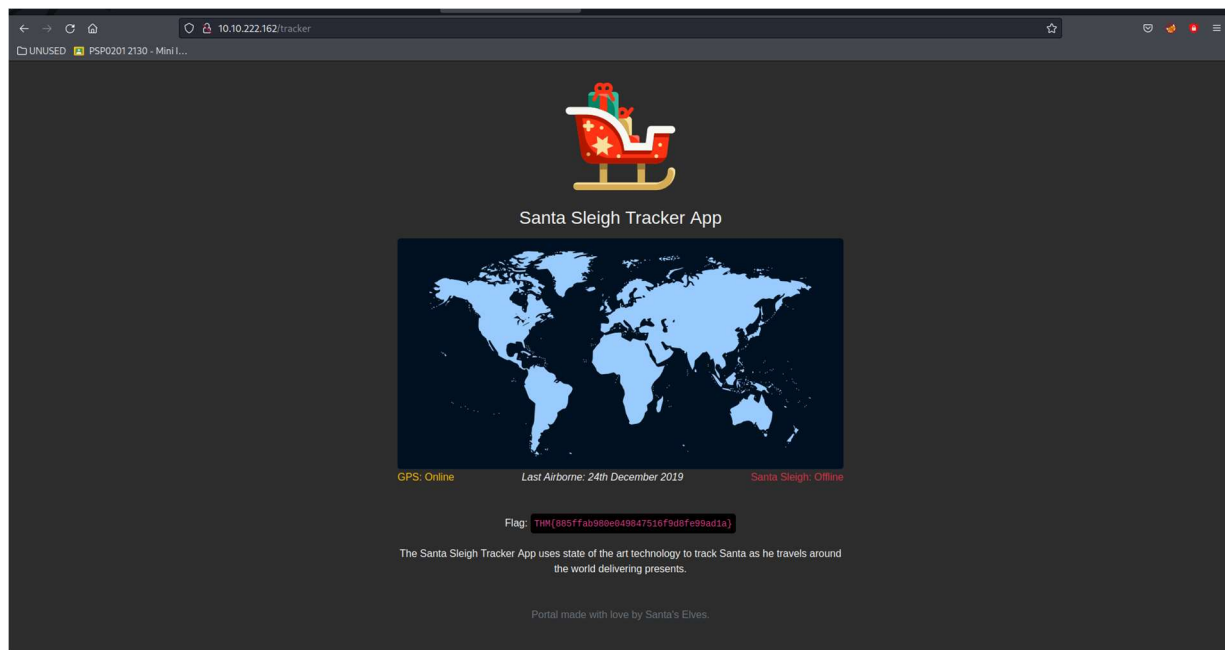 10.10.222.162/tracker
UNUSED PSP0201 2130 - Mini I...
Santa Sleigh Tracker App
GPS: Online Last Airborne: 24th December 2019 Santa Sleigh: Offline
Flag: THM{885ffab980e049847516f9d8fe99ad1a}
The Santa Sleigh Tracker App uses state of the art technology to track Santa as he travels around
the world delivering presents.
Portal made with love by Santa's Elves.